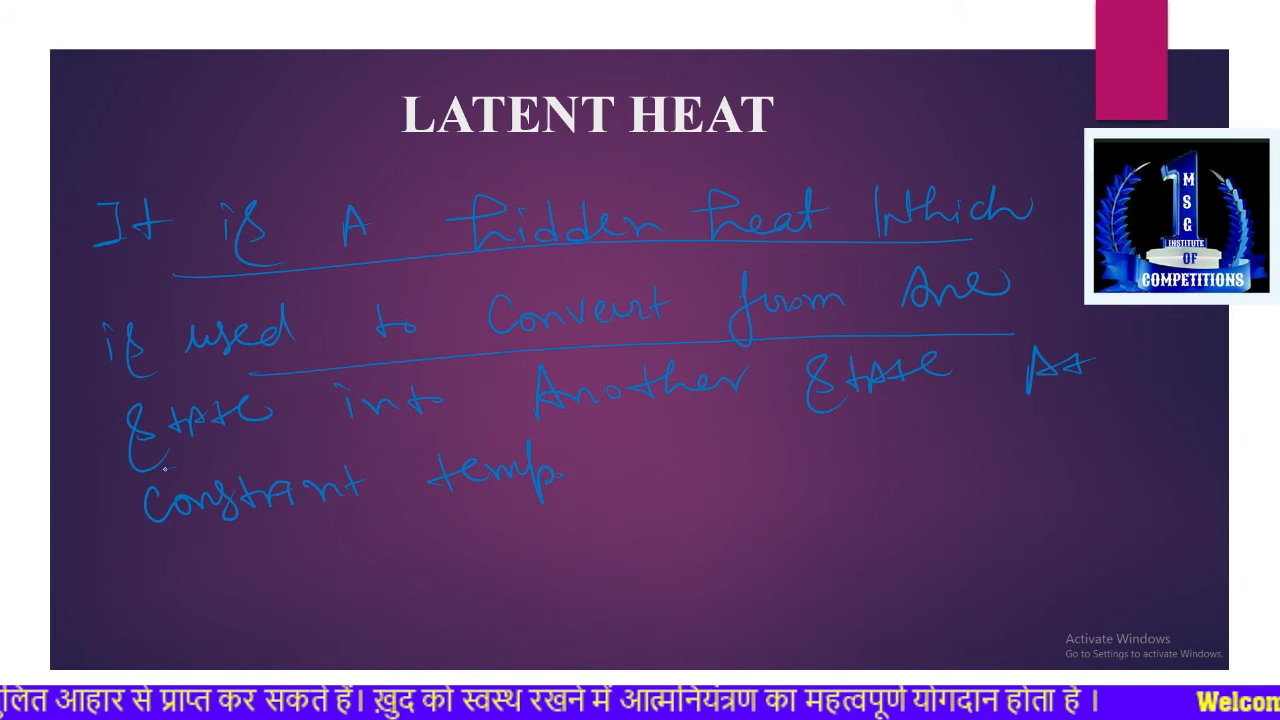 LATENT HEAT
It is A hidden heat which
is used to convert from one
state into Another state At
constant temp.
1
M
S
G
INSTITUTE
OF
COMPETITIONS
Activate Windows
Go to Settings to activate Windows.
लित आहार से प्राप्त कर सकते हैं। ख़ुद को स्वस्थ रखने में आत्मनियंत्रण का महत्वपूर्ण योगदान होता है । Welcon